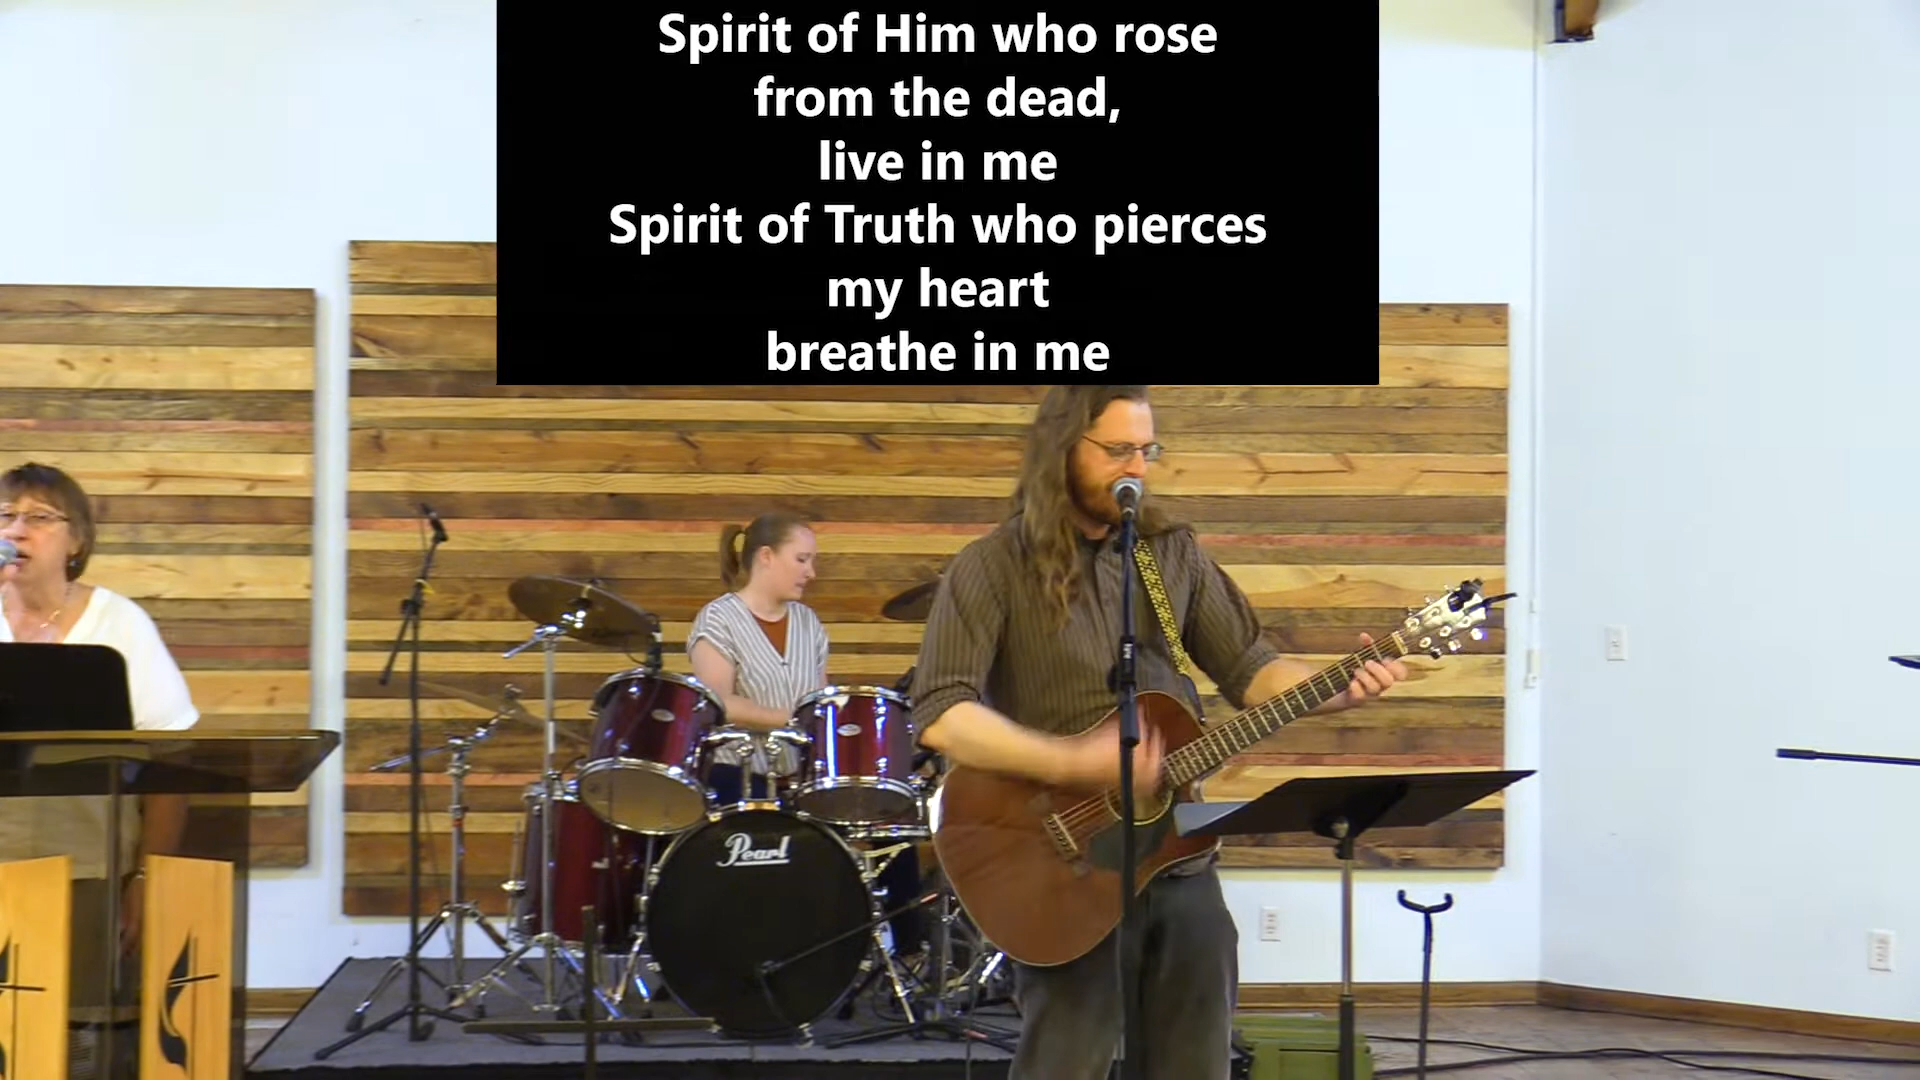 Spirit of Him who rose
from the dead,
live in me
Spirit of Truth who pierces
my heart
breathe in me
Pearl